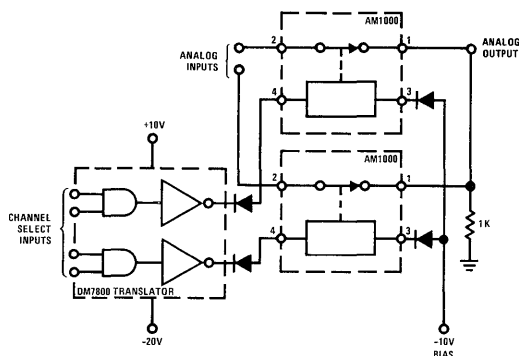 AM1000
2
1
ANALOG
OUTPUT
ANALOG
INPUTS
4
3
+10V
AM1000
2
1
CHANNEL
SELECT
INPUTS
4
3
1K
DM7800 TRANSLATOR
-20V
-10V
BIAS